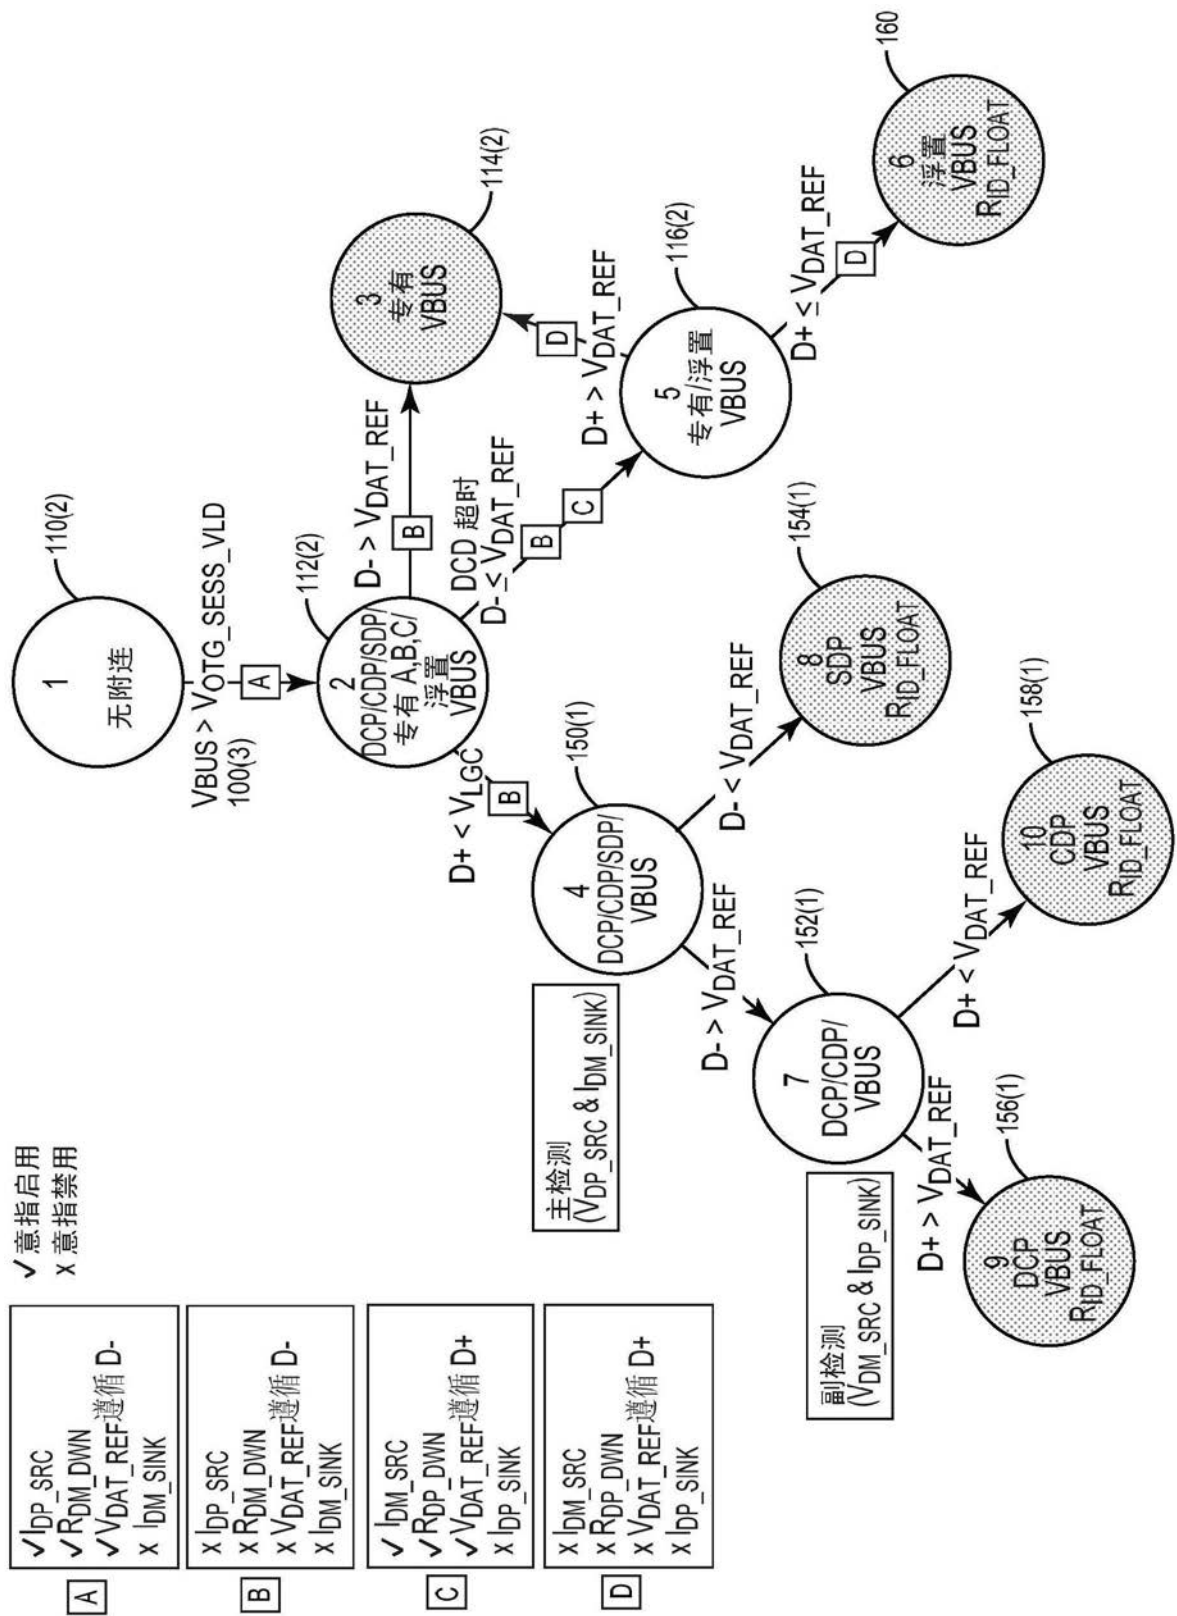 A
✓IDP_SRC
✓RDM_DWN
✓VDAT_REF遵循 D-
x IDM_SINK
B
x IDP_SRC
x RDM_DWN
x VDAT_REF遵循 D-
x IDM_SINK
C
✓ IDM_SRC
✓ RDP_DWN
✓ VDAT_REF遵循 D+
x IDP_SINK
D
x IDM_SRC
x RDP_DWN
x VDAT_REF遵循 D+
x IDP_SINK
✓意指启用
x 意指禁用
1
无附连
110(2)
VBUS > VOTG_SESS_VLD
100(3)
A
2
DCP/CDP/SDP/
专有 A,B,C/
浮置
VBUS
112(2)
D- > VDAT_REF
B
3
专有
VBUS
114(2)
DCD 超时
D- ≤ VDAT_REF
B
C
D+ < VLGC
B
4
DCP/CDP/SDP/
VBUS
150(1)
主检测
(VDP_SRC & IDM_SINK)
5
专有/浮置
VBUS
116(2)
D+ > VDAT_REF
D
D+ ≤ VDAT_REF
D
6
浮置
VBUS
RID_FLOAT
160
D- > VDAT_REF
D- < VDAT_REF
8
SDP
VBUS
RID_FLOAT
154(1)
7
DCP/CDP/
VBUS
152(1)
副检测
(VDM_SRC & IDP_SINK)
D+ > VDAT_REF
D+ < VDAT_REF
9
DCP
VBUS
RID_FLOAT
156(1)
10
CDP
VBUS
RID_FLOAT
158(1)